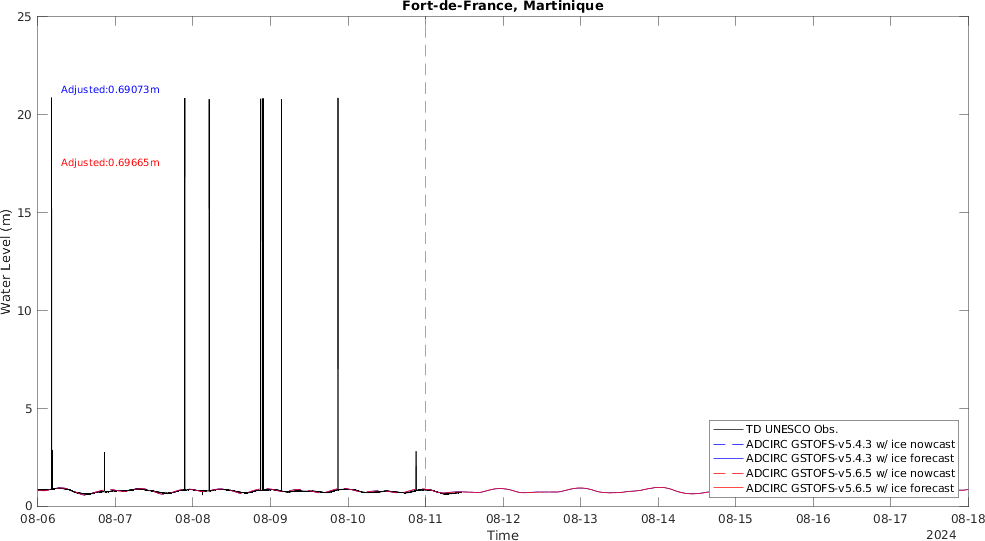 Fort-de-France, Martinique
25
20
15
10
5
0
Water Level (m)
Adjusted:0.69073m
Adjusted:0.69665m
TD UNESCO Obs.
ADCIRC GSTOFS-v5.4.3 w/ ice nowcast
ADCIRC GSTOFS-v5.4.3 w/ ice forecast
ADCIRC GSTOFS-v5.6.5 w/ ice nowcast
ADCIRC GSTOFS-v5.6.5 w/ ice forecast
08-06 08-07 08-08 08-09 08-10 08-11 08-12 08-13 08-14 08-15 08-16 08-17 08-18
Time
2024